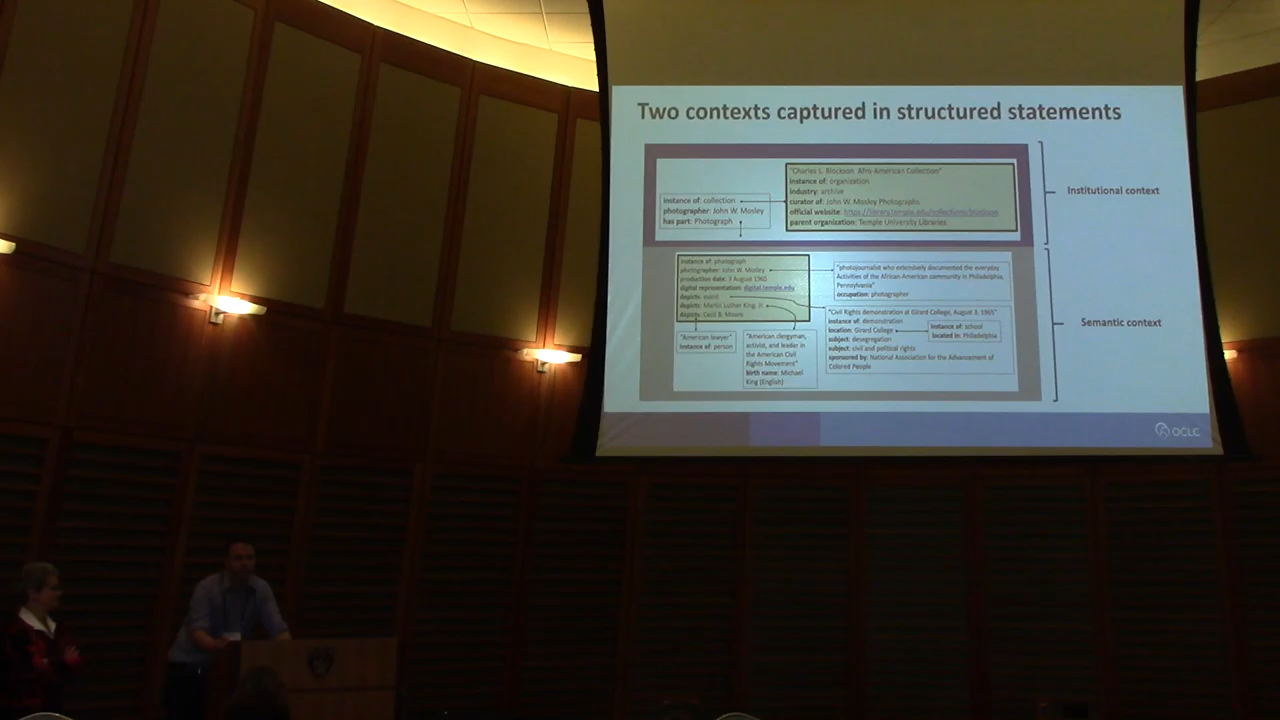 Two contexts captured in structured statements
"Charles L. Blockson Afro-American Collection"
instance of: organization
industry: archive
curator of: John W. Mosley Photographs
official website: https://library.temple.edu/collections/blockson
parent organization: Temple University Libraries
instance of: collection
photographer: John W. Mosley
has part: Photograph
Institutional context
instance of: photograph
photographer: John W. Mosley
production date: 3 August 1965
digital representation: digital.temple.edu
depicts: event
depicts: Martin Luther King, Jr.
depicts: Cecil B. Moore
"photojournalist who extensively documented the everyday
Activities of the African-American community in Philadelphia,
Pennsylvania"
occupation: photographer
"Civil Rights demonstration at Girard College, August 3, 1965"
instance of: demonstration
location: Girard College
subject: desegregation
subject: civil and political rights
sponsored by: National Association for the Advancement of
Colored People
instance of: school
located in: Philadelphia
"American lawyer"
instance of: person
"American clergyman,
activist, and leader in
the American Civil
Rights Movement"
birth name: Michael
King (English)
Semantic context
OCLC